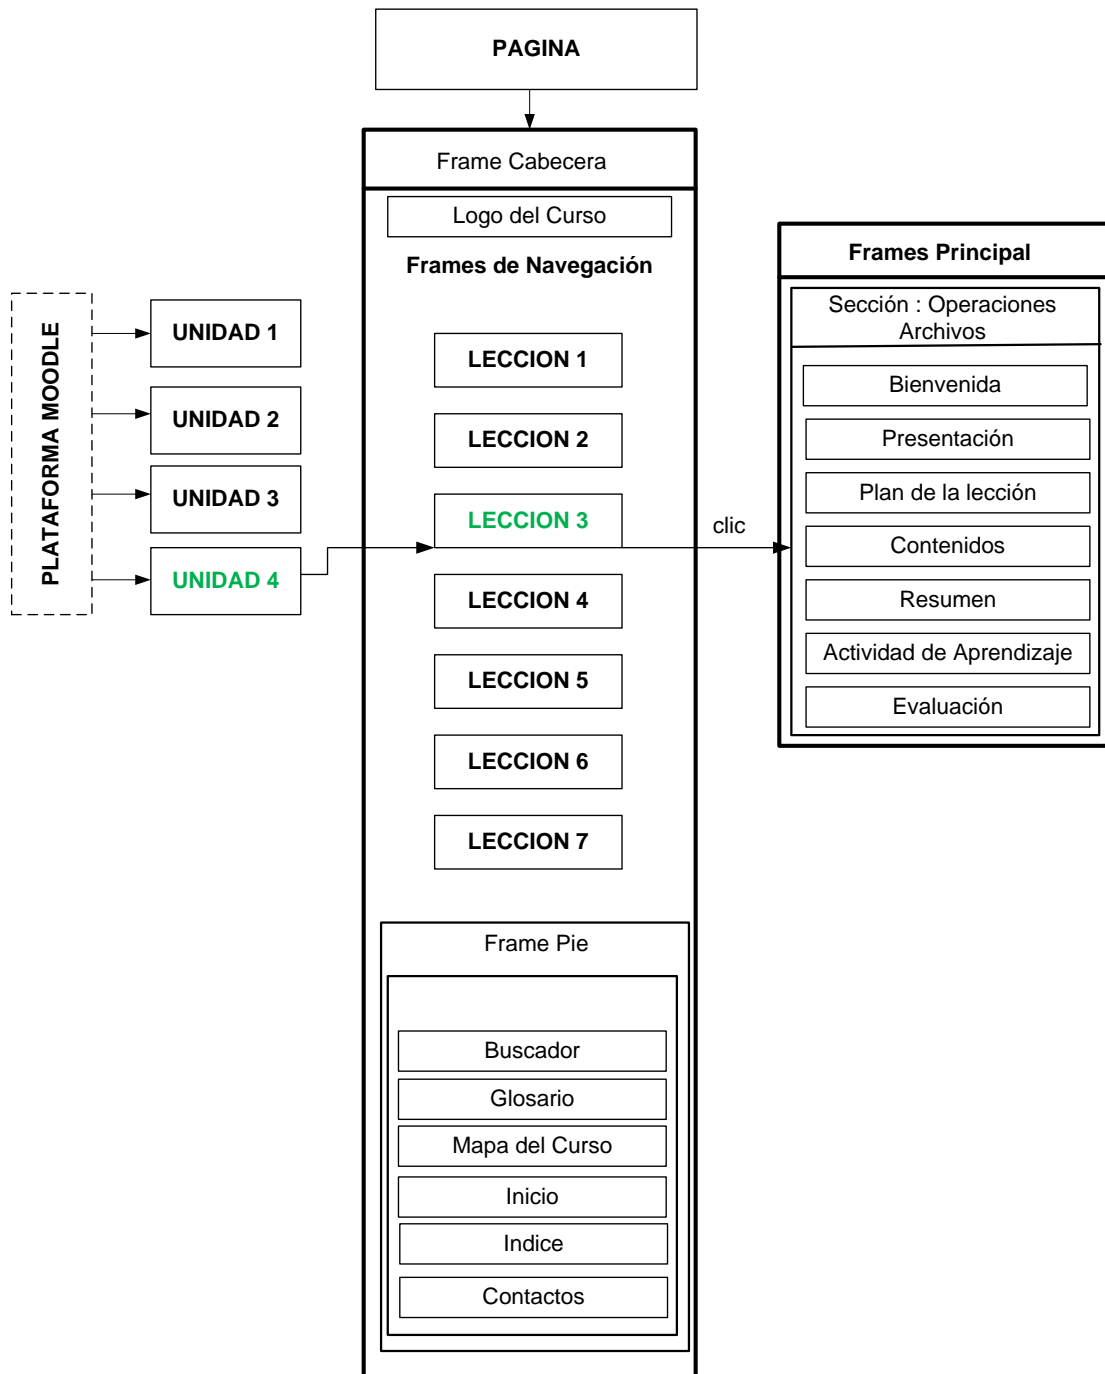 PAGINA
Frame Cabecera
Logo del Curso
Frames de Navegación
PLATAFORMA MOODLE
UNIDAD 1
UNIDAD 2
UNIDAD 3
UNIDAD 4
LECCION 1
LECCION 2
LECCION 3
LECCION 4
LECCION 5
LECCION 6
LECCION 7
clic
Frames Principal
Sección : Operaciones
Archivos
Bienvenida
Presentación
Plan de la lección
Contenidos
Resumen
Actividad de Aprendizaje
Evaluación
Frame Pie
Buscador
Glosario
Mapa del Curso
Inicio
Indice
Contactos